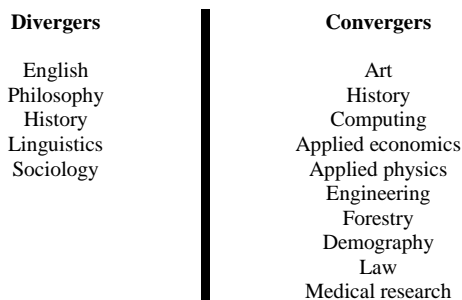 Divergers
English
Philosophy
History
Linguistics
Sociology
Convergers
Art
History
Computing
Applied economics
Applied physics
Engineering
Forestry
Demography
Law
Medical research